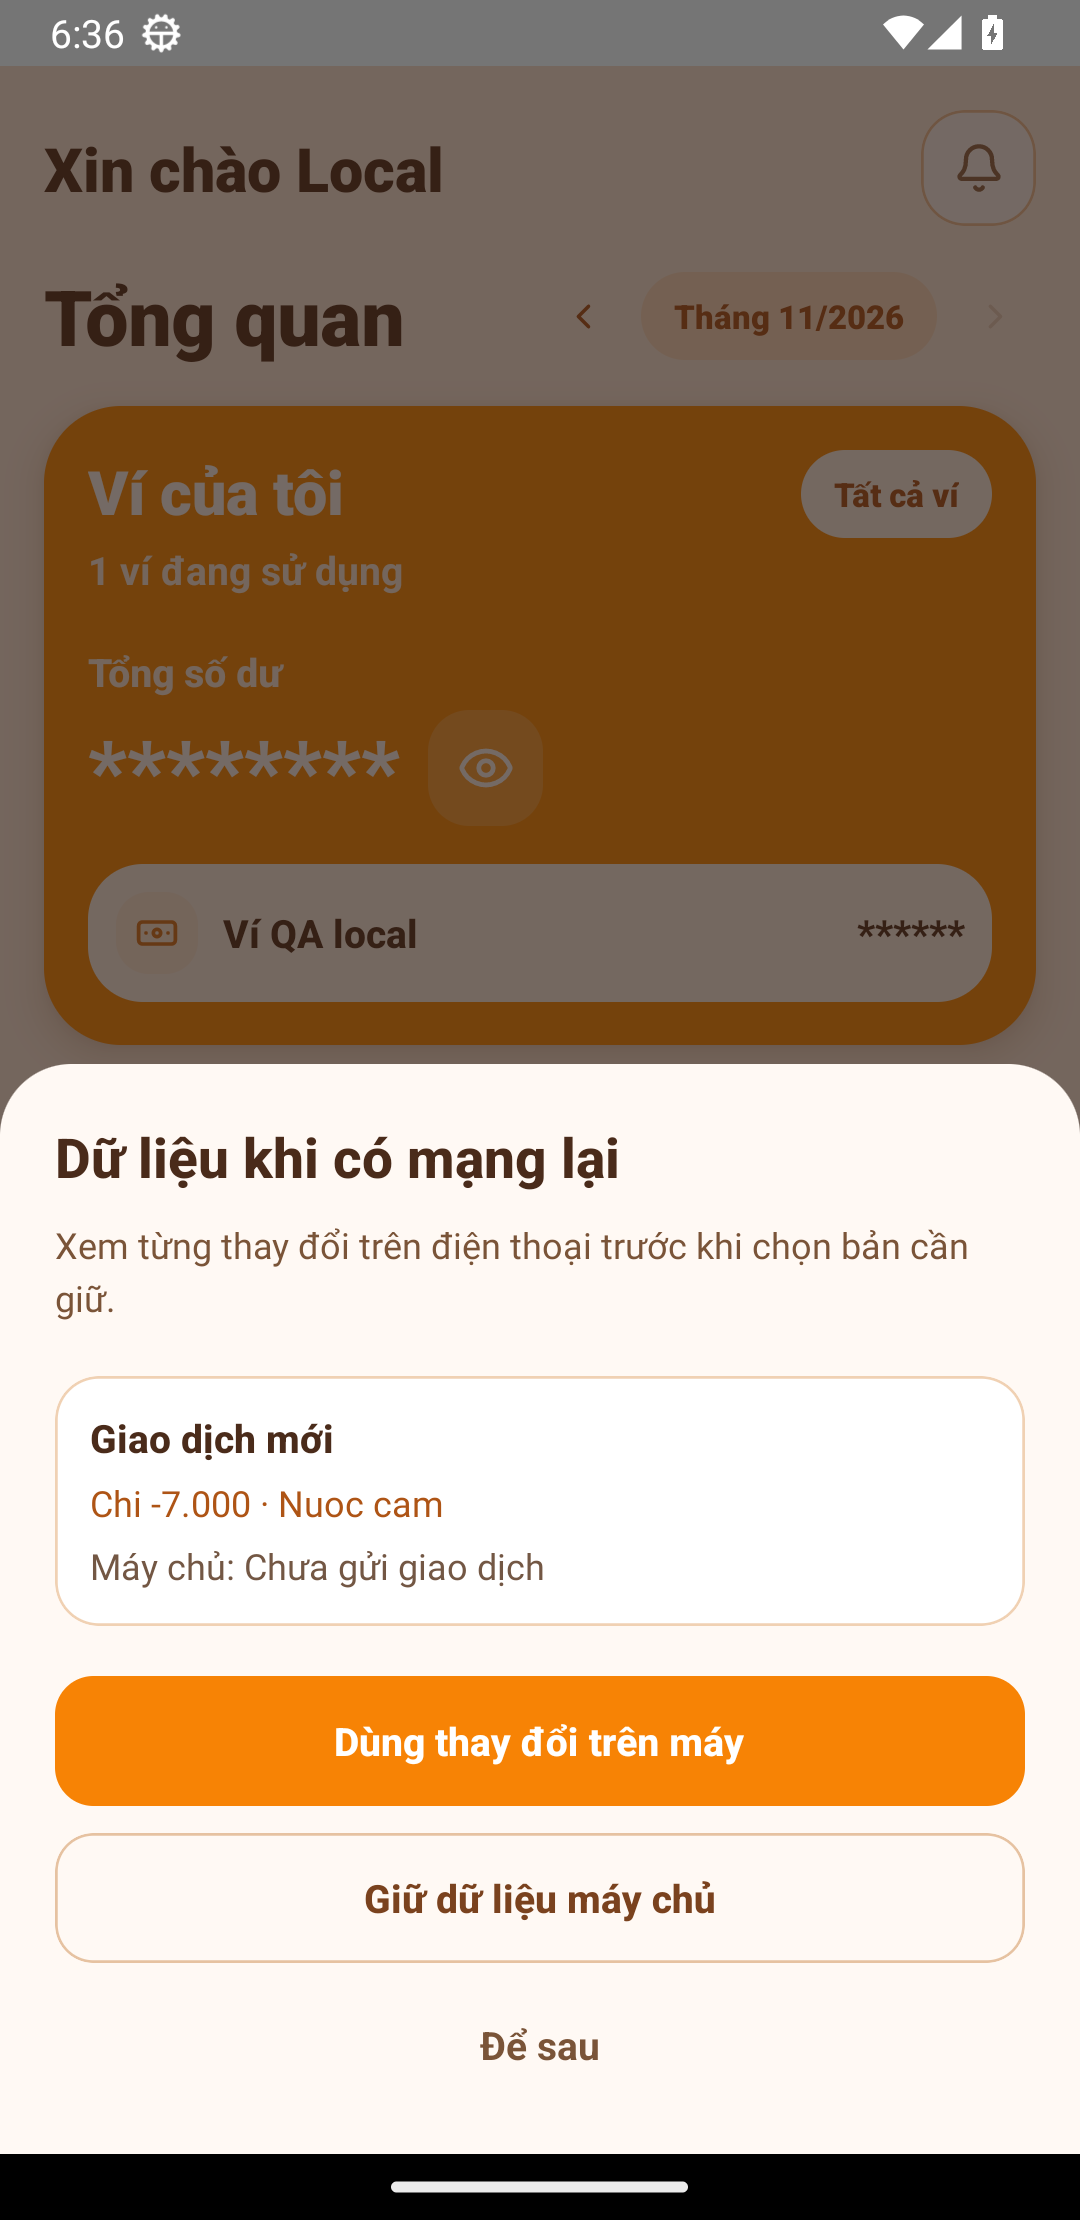 6:36
Xin chào Local
Tổng quan
Tháng 11/2026
Ví của tôi
Tất cả ví
1 ví đang sử dụng
Tổng số dư
********
Ví QA local
******
Dữ liệu khi có mạng lại
Xem từng thay đổi trên điện thoại trước khi chọn bản cần
giữ.
Giao dịch mới
Chi -7.000 · Nuoc cam
Máy chủ: Chưa gửi giao dịch
Dùng thay đổi trên máy
Giữ dữ liệu máy chủ
Để sau